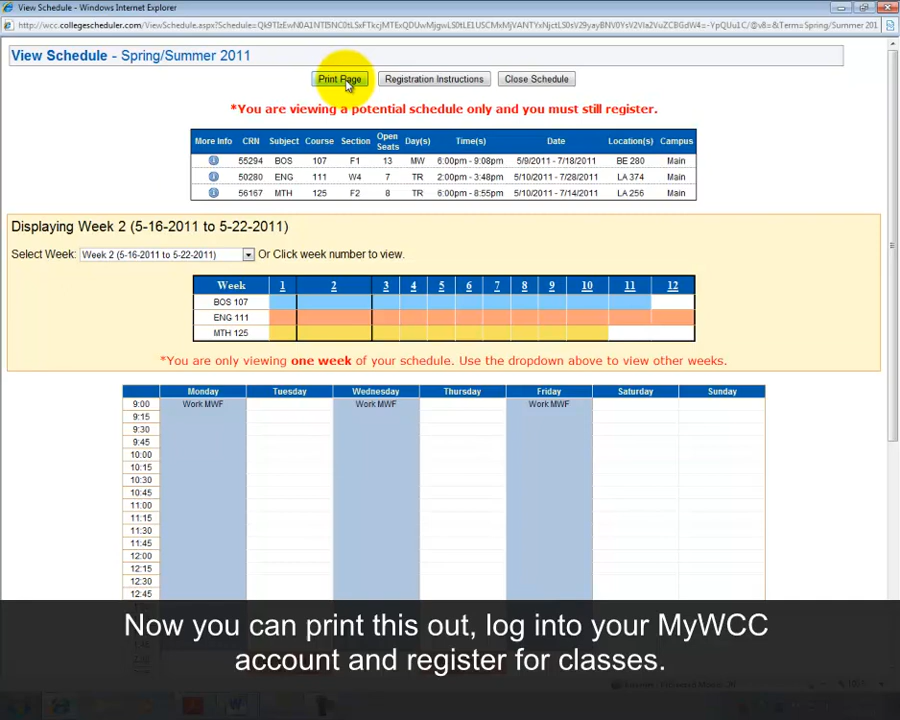 View Schedule - Windows Internet Explorer
View Schedule - Spring/Summer 2011
Print Page Registration Instructions Close Schedule
*You are viewing a potential schedule only and you must still register.
More Info CRN Subject Course Section Open Seats Day(s) Time(s) Date Location(s) Campus
55294 BOS 107 F1 13 MW 6:00pm - 9:08pm 5/9/2011 - 7/18/2011 BE 280 Main
50280 ENG 111 W4 7 TR 2:00pm - 3:48pm 5/10/2011 - 7/28/2011 LA 374 Main
56167 MTH 125 F2 8 TR 6:00pm - 8:55pm 5/10/2011 - 7/14/2011 LA 256 Main
Displaying Week 2 (5-16-2011 to 5-22-2011)
Select Week: Week 2 (5-16-2011 to 5-22-2011) Or Click week number to view.
Week 1 2 3 4 5 6 7 8 9 10 11 12
BOS 107
ENG 111
MTH 125
*You are only viewing one week of your schedule. Use the dropdown above to view other weeks.
Monday Tuesday Wednesday Thursday Friday Saturday Sunday
9:00 Work MWF Work MWF Work MWF
9:15
9:30
9:45
10:00
10:15
10:30
10:45
11:00
11:15
11:30
11:45
12:00
12:15
12:30
12:45
Now you can print this out, log into your MyWCC
account and register for classes.